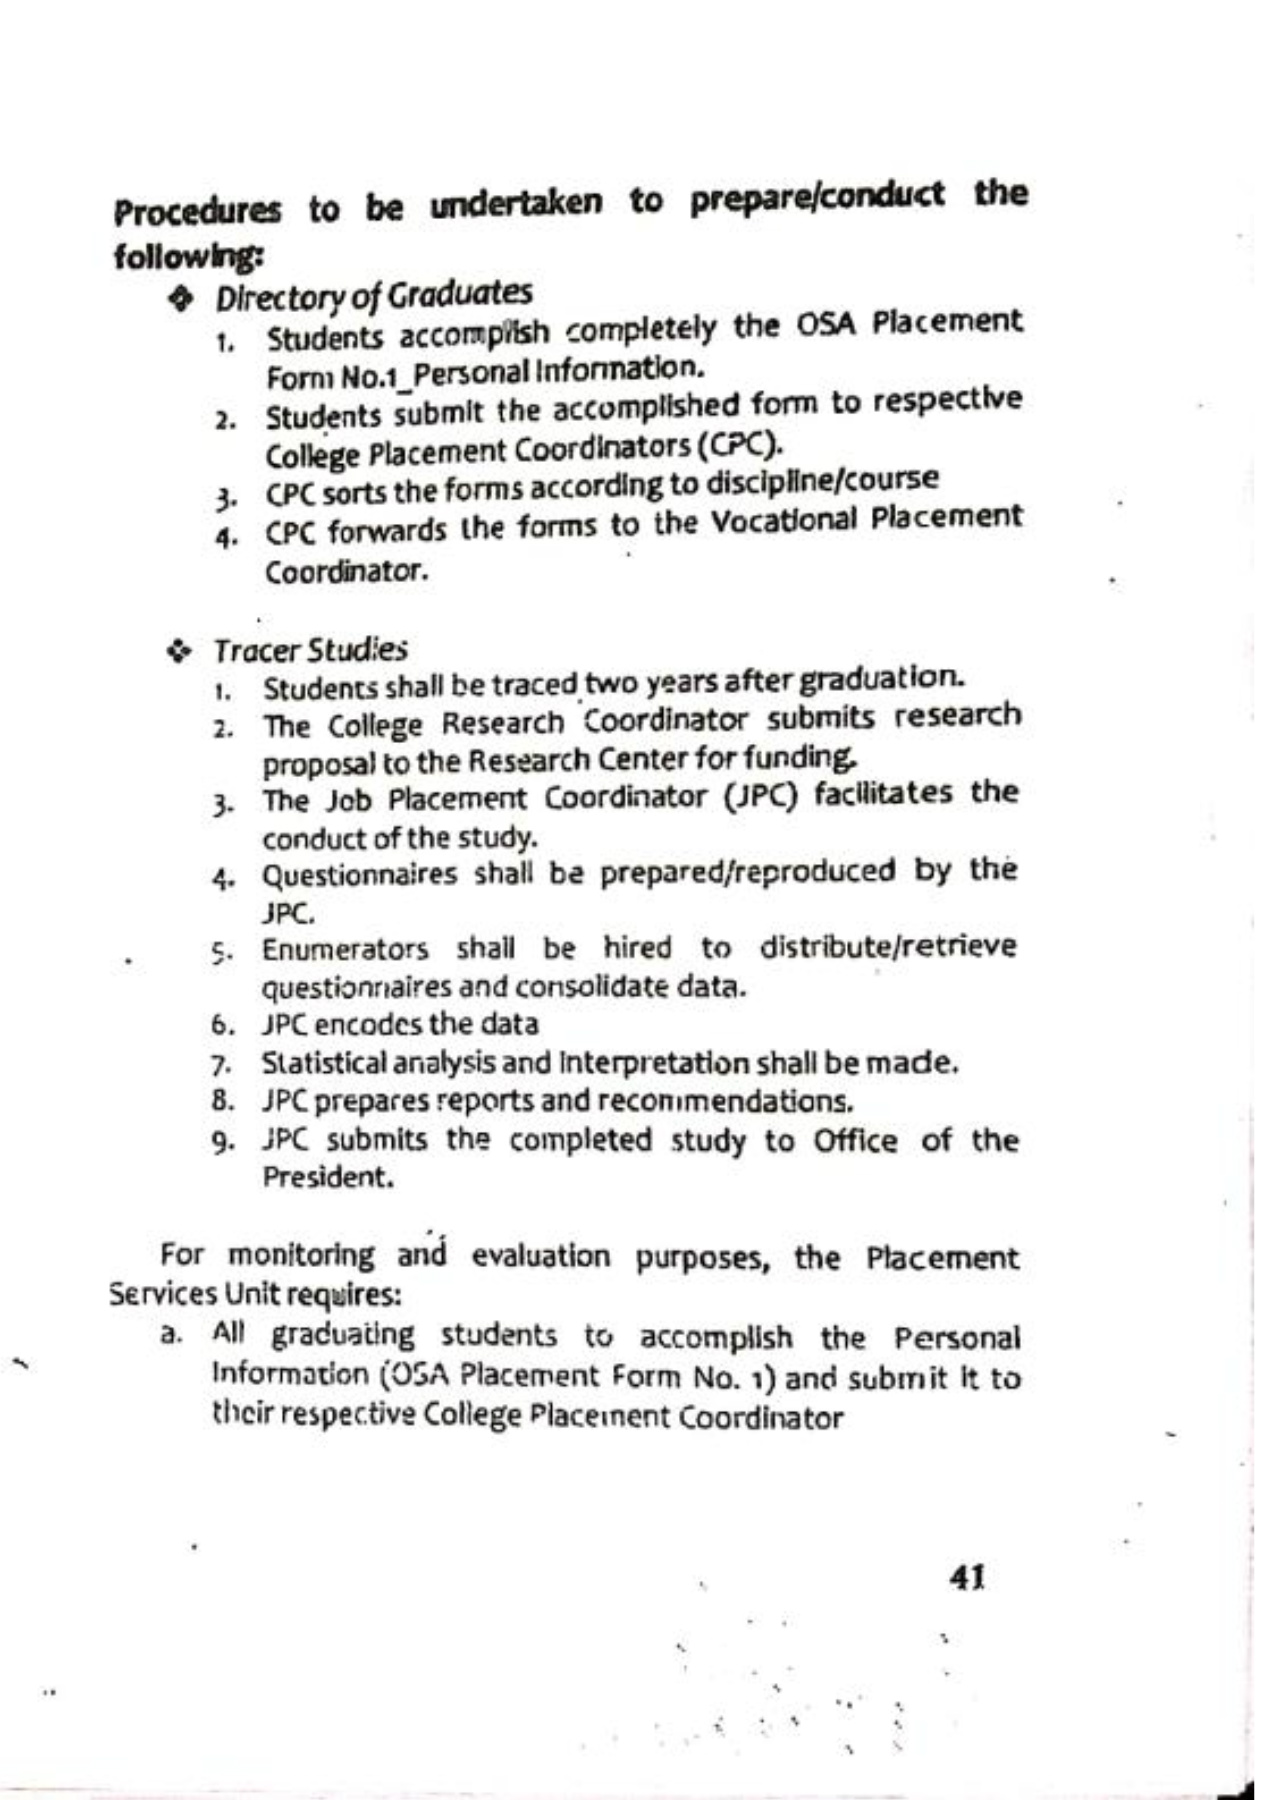 Procedures to be undertaken to prepare/conduct the
following:
❖ Directory of Graduates
1. Students accomplish completely the OSA Placement
Form No.1_Personal Information.
2. Students submit the accomplished form to respective
College Placement Coordinators (CPC).
3. CPC sorts the forms according to discipline/course
4. CPC forwards the forms to the Vocational Placement
Coordinator.
❖ Tracer Studies
1. Students shall be traced two years after graduation.
2. The College Research Coordinator submits research
proposal to the Research Center for funding.
3. The Job Placement Coordinator (JPC) facilitates the
conduct of the study.
4. Questionnaires shall be prepared/reproduced by the
JPC.
5. Enumerators shall be hired to distribute/retrieve
questionnaires and consolidate data.
6. JPC encodes the data
7. Statistical analysis and interpretation shall be made.
8. JPC prepares reports and recommendations.
9. JPC submits the completed study to Office of the
President.
For monitoring and evaluation purposes, the Placement
Services Unit requires:
a. All graduating students to accomplish the Personal
Information (OSA Placement Form No. 1) and submit it to
their respective College Placement Coordinator
41